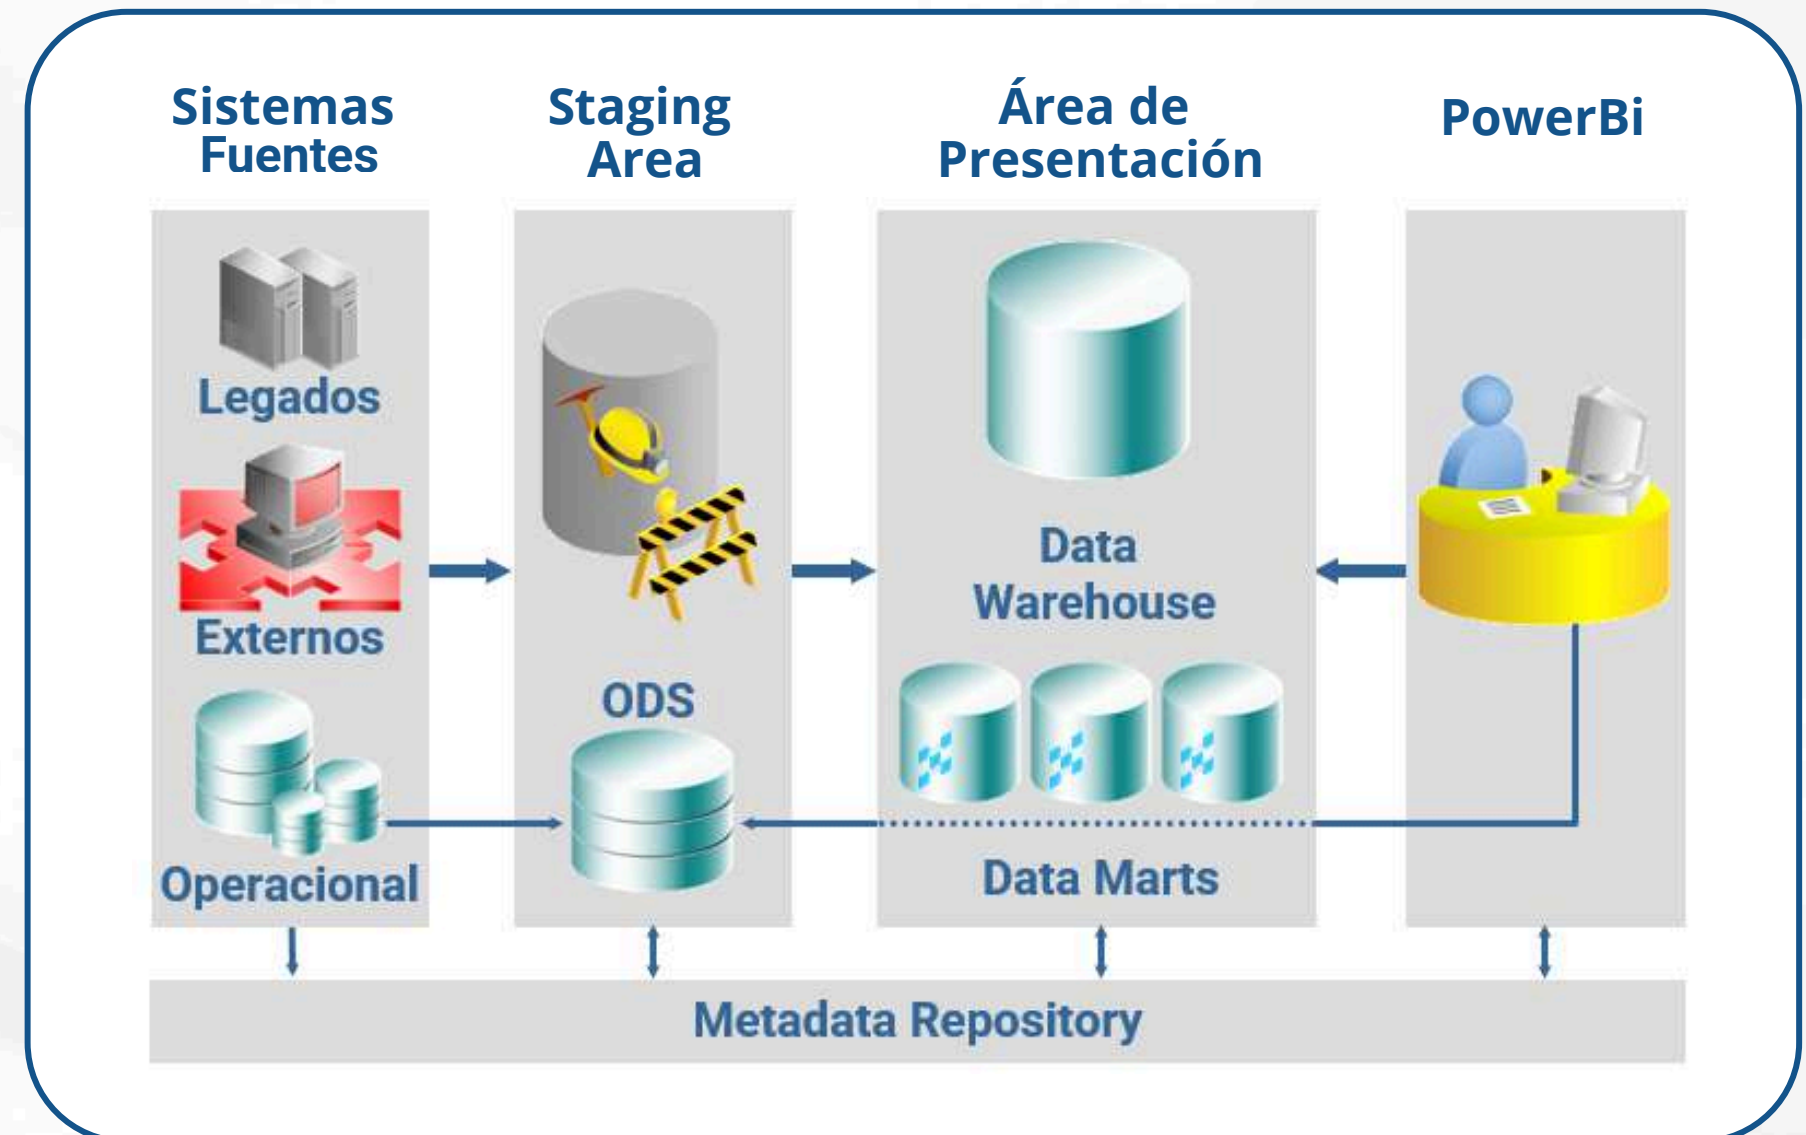 Sistemas
Fuentes
Staging
Area
Área de
Presentación
PowerBi
Legados
Externos
Operacional
ODS
Data
Warehouse
Data Marts
Metadata Repository